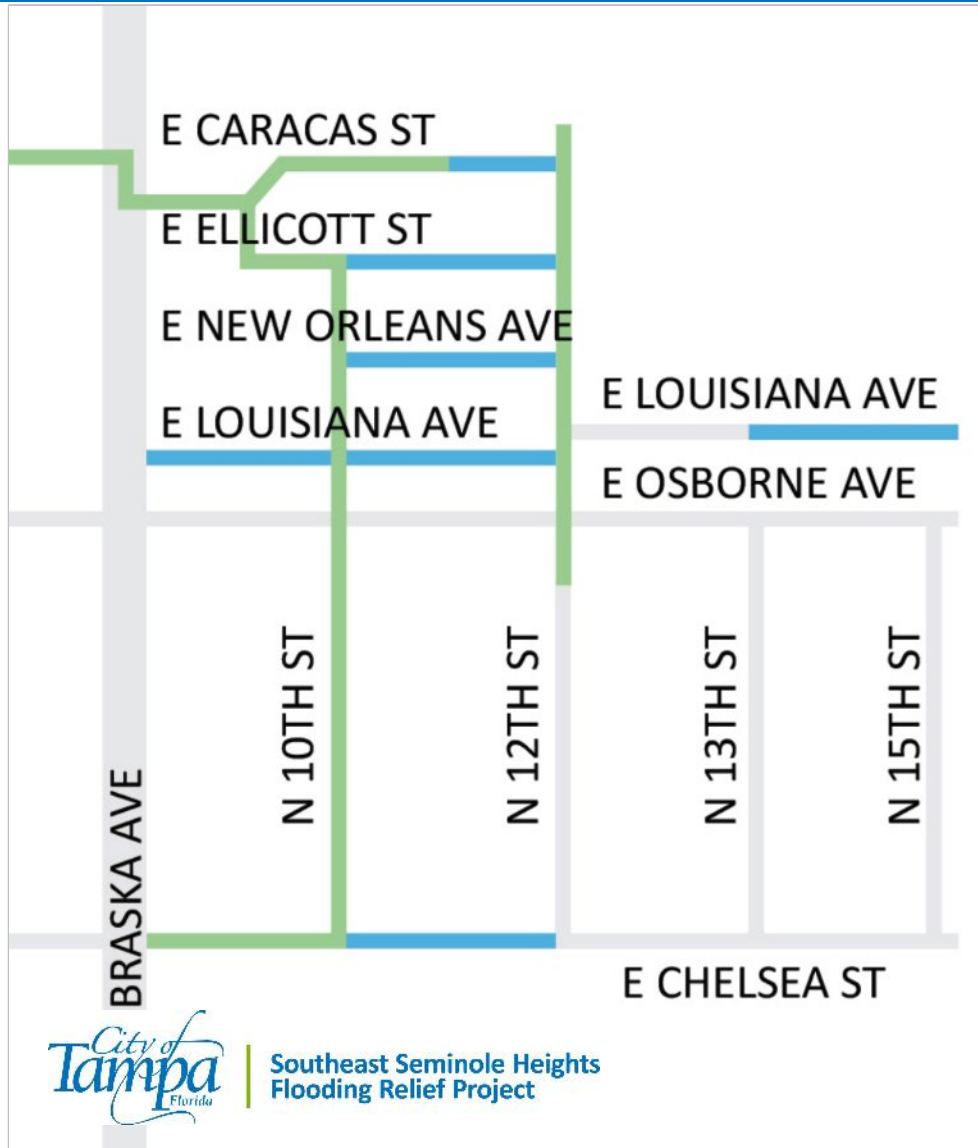 E CARACAS ST
E ELLICOTT ST
E NEW ORLEANS AVE
E LOUISIANA AVE
E LOUISIANA AVE
E OSBORNE AVE
N 10TH ST
N 12TH ST
N 13TH ST
N 15TH ST
BRASKA AVE
E CHELSEA ST
City of
Tampa
Florida
Southeast Seminole Heights
Flooding Relief Project